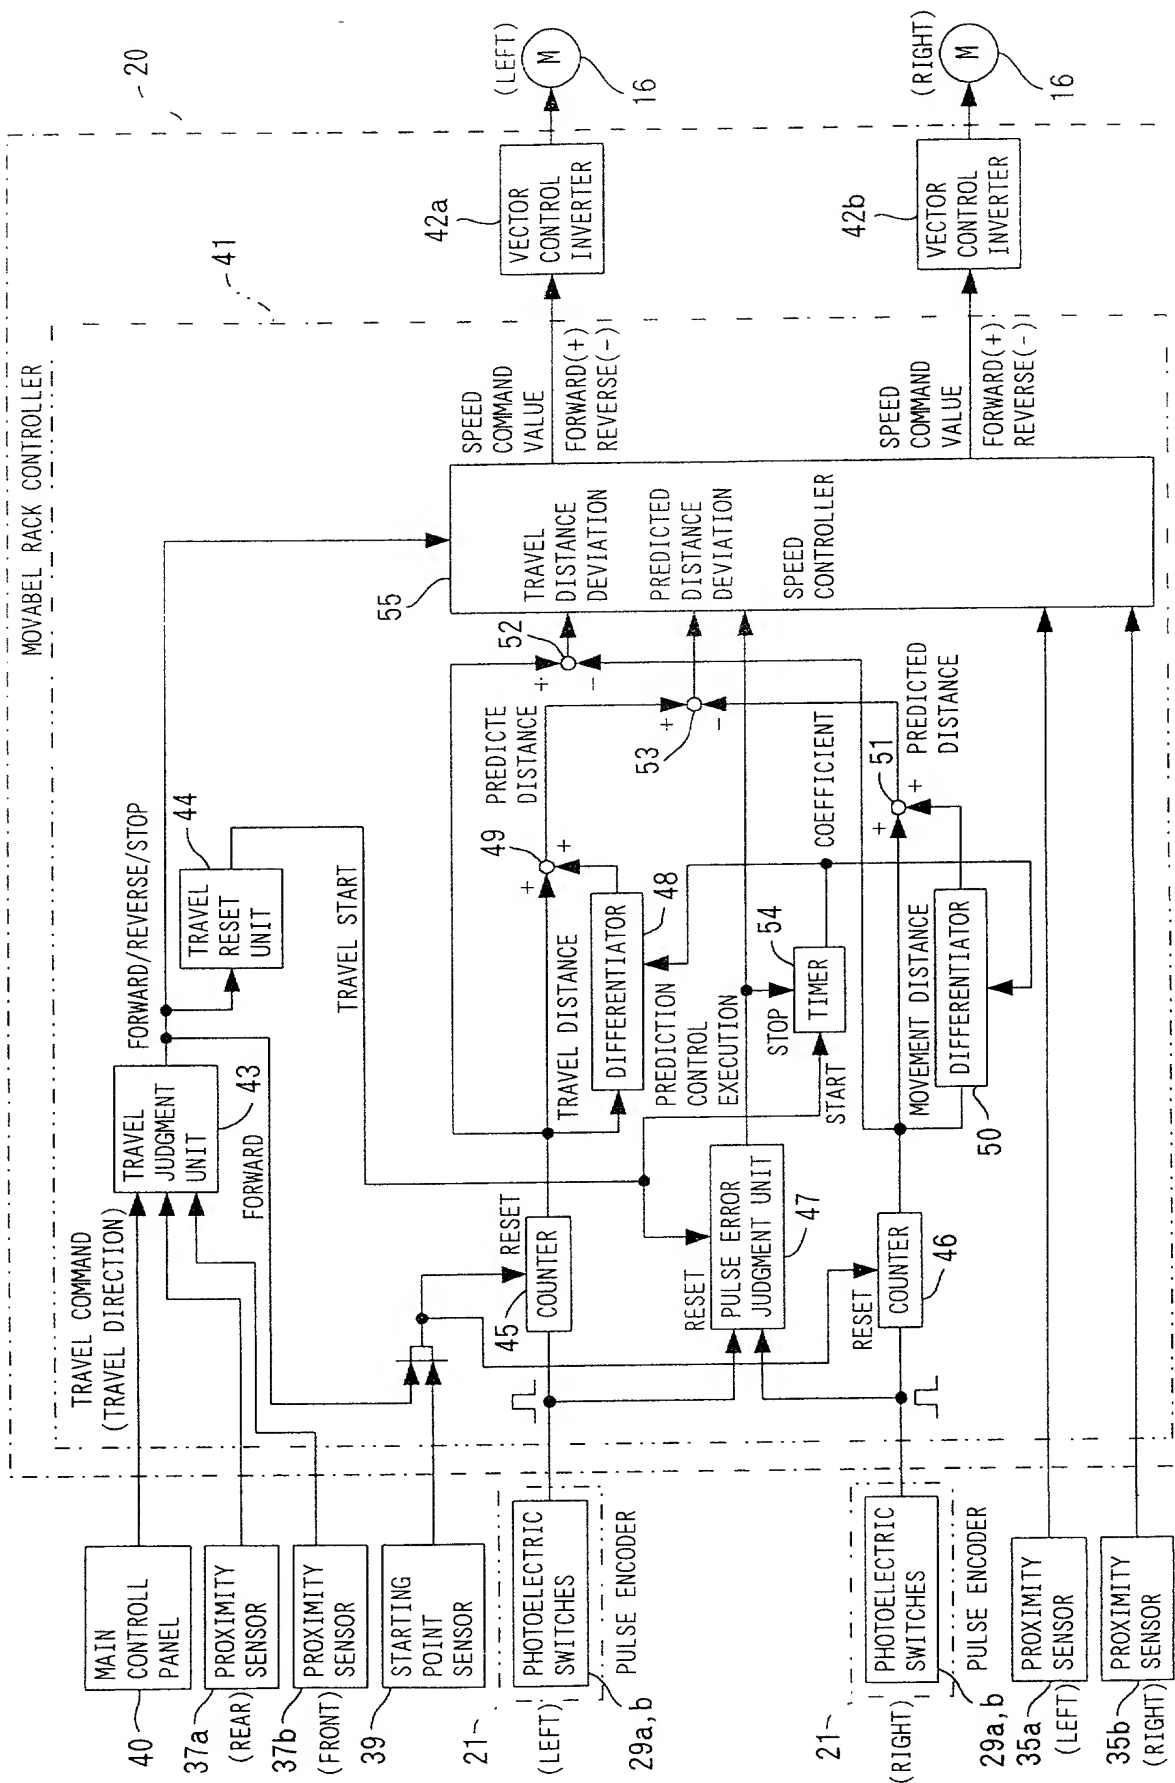 MOVABEL RACK CONTROLLER
20
41
TRAVEL COMMAND
(TRAVEL DIRECTION)
MAIN
CONTROLL
PANEL
40
PROXIMITY
SENSOR
37a
(REAR)
PROXIMITY
SENSOR
37b
(FRONT)
STARTING
POINT
SENSOR
39
21
PHOTOELECTRIC
SWITCHES
(LEFT)
PULSE ENCODER
29a,b
21
PHOTOELECTRIC
SWITCHES
(RIGHT)
PULSE ENCODER
29a,b
PROXIMITY
SENSOR
35a
(LEFT)
PROXIMITY
SENSOR
35b
(RIGHT)
TRAVEL
JUDGMENT
UNIT
43
FORWARD
FORWARD/REVERSE/STOP
44
TRAVEL
RESET
UNIT
TRAVEL START
RESET
45
COUNTER
RESET
PULSE ERROR
JUDGMENT UNIT
47
RESET
COUNTER
46
TRAVEL DISTANCE
DIFFERENTIATOR
48
49
+
+
PREDICTE
DISTANCE
PREDICTION
CONTROL
EXECUTION
STOP
54
TIMER
START
COEFFICIENT
MOVEMENT DISTANCE
DIFFERENTIATOR
50
51
+
+
PREDICTED
DISTANCE
52
+
-
53
+
-
55
TRAVEL
DISTANCE
DEVIATION
PREDICTED
DISTANCE
DEVIATION
SPEED
CONTROLLER
SPEED
COMMAND
VALUE
FORWARD(+)
REVERSE(-)
SPEED
COMMAND
VALUE
FORWARD(+)
REVERSE(-)
42a
VECTOR
CONTROL
INVERTER
42b
VECTOR
CONTROL
INVERTER
(LEFT)
M
16
(RIGHT)
M
16